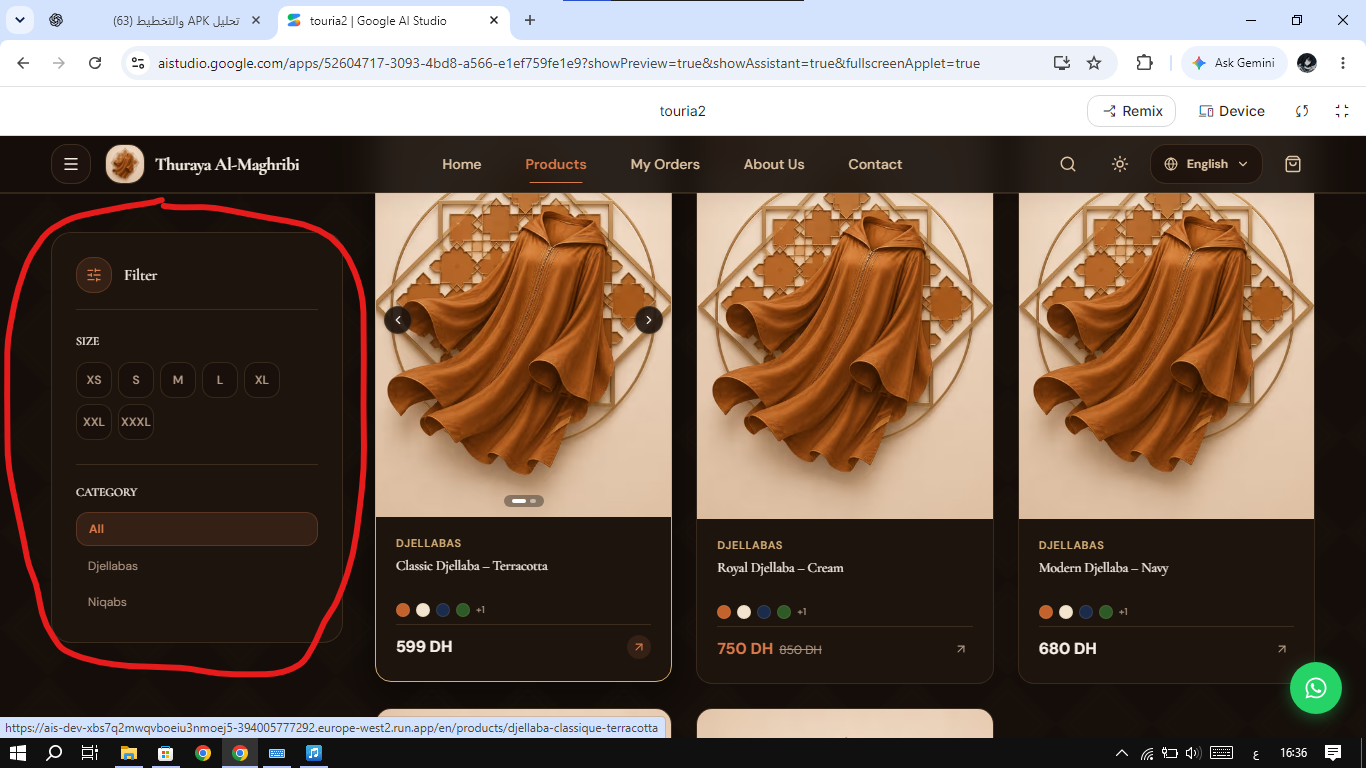 تحليل APK والتخطيط (63)
touria2 | Google AI Studio
aistudio.google.com/apps/52604717-3093-4bd8-a566-e1ef759fe1e9?showPreview=true&showAssistant=true&fullscreenApplet=true
Ask Gemini
touria2
Remix
Device
Thuraya Al-Maghribi
Home
Products
My Orders
About Us
Contact
English
Filter
SIZE
XS S M L XL
XXL XXXL
CATEGORY
All
Djellabas
Niqabs
DJELLABAS
Classic Djellaba – Terracotta
+1
599 DH
DJELLABAS
Royal Djellaba – Cream
+1
750 DH 850 DH
DJELLABAS
Modern Djellaba – Navy
+1
680 DH
https://ais-dev-xbs7q2mwqvboeiu3nmoej5-394005777292.europe-west2.run.app/en/products/djellaba-classique-terracotta
ع
16:36